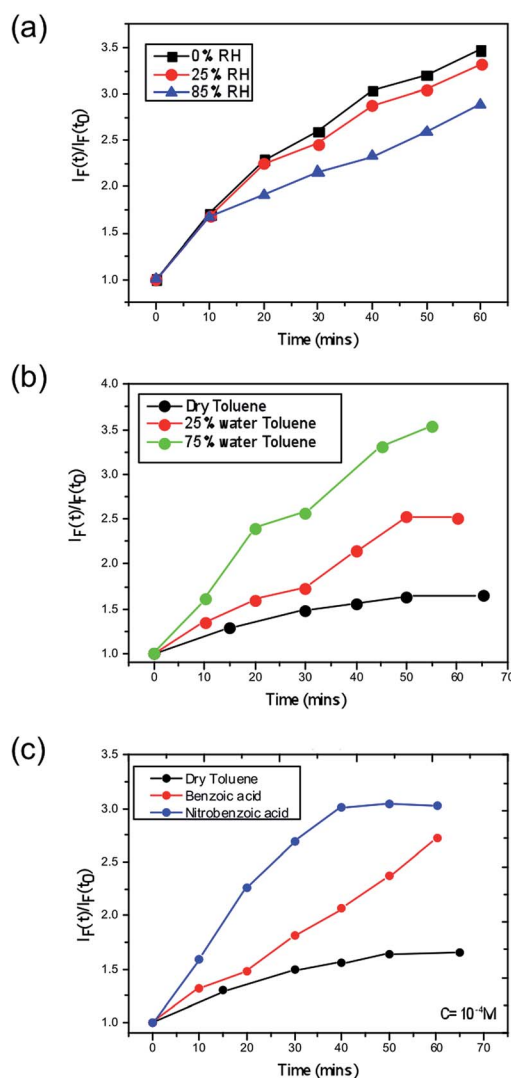 (a)
3.5
3.0
2.5
2.0
1.5
1.0
I_F(t)/I_F(t_0)
0% RH
25% RH
85% RH
0 10 20 30 40 50 60
Time (mins)
(b)
4.0
3.5
3.0
2.5
2.0
1.5
1.0
I_F(t)/I_F(t_0)
Dry Toluene
25% water Toluene
75% water Toluene
0 10 20 30 40 50 60 70
Time (mins)
(c)
3.5
3.0
2.5
2.0
1.5
1.0
I_F(t)/I_F(t_0)
Dry Toluene
Benzoic acid
Nitrobenzoic acid
C= 10⁻⁴M
0 10 20 30 40 50 60 70
Time (mins)